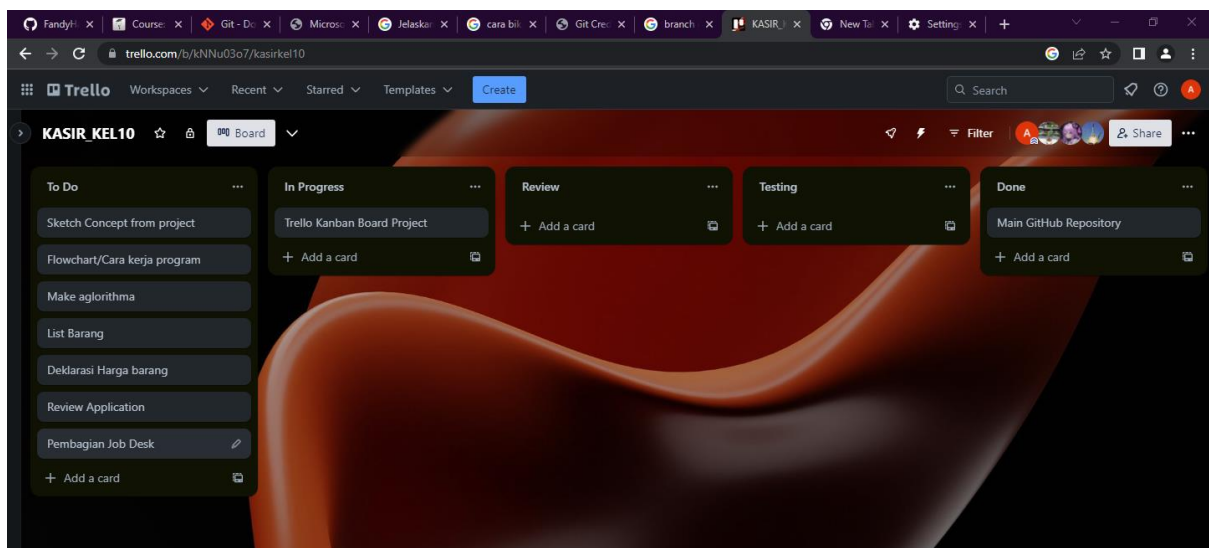 FandyH
Course:
Git - Do
Microso
Jelaskar
cara bik
Git Cred
branch
KASIR_
New Ta
Settings
trello.com/b/kNNu03o7/kasirkel10
Trello Workspaces Recent Starred Templates Create Search A
KASIR_KEL10 Board Filter A Share
To Do
Sketch Concept from project
Flowchart/Cara kerja program
Make aglorithma
List Barang
Deklarasi Harga barang
Review Application
Pembagian Job Desk
+ Add a card
In Progress
Trello Kanban Board Project
+ Add a card
Review
+ Add a card
Testing
+ Add a card
Done
Main GitHub Repository
+ Add a card